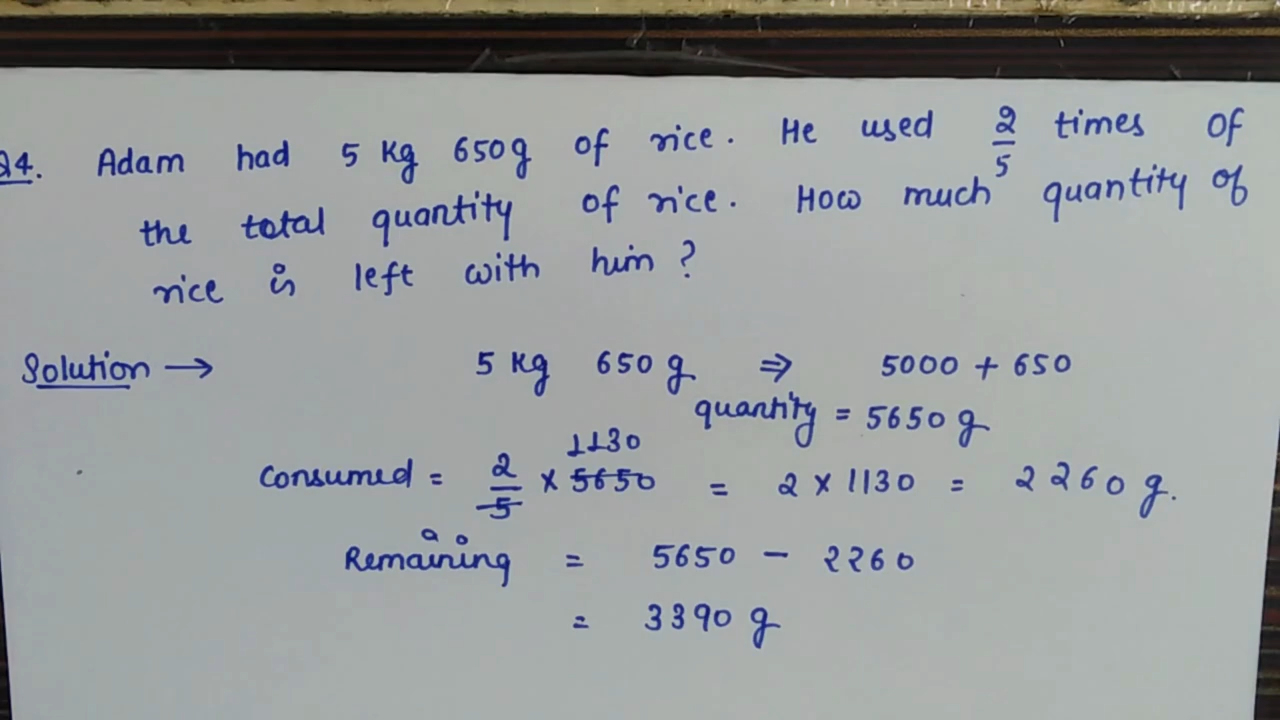 24. Adam had 5 Kg 650g of rice. He used 2/5 times of
the total quantity of rice. How much quantity of
rice is left with him ?
Solution → 5 Kg 650 g ⇒ 5000 + 650
quantity = 5650 g
1130
Consumed = 2/5 × 5650 = 2 × 1130 = 2260 g.
Remaining = 5650 - 2260
= 3390 g